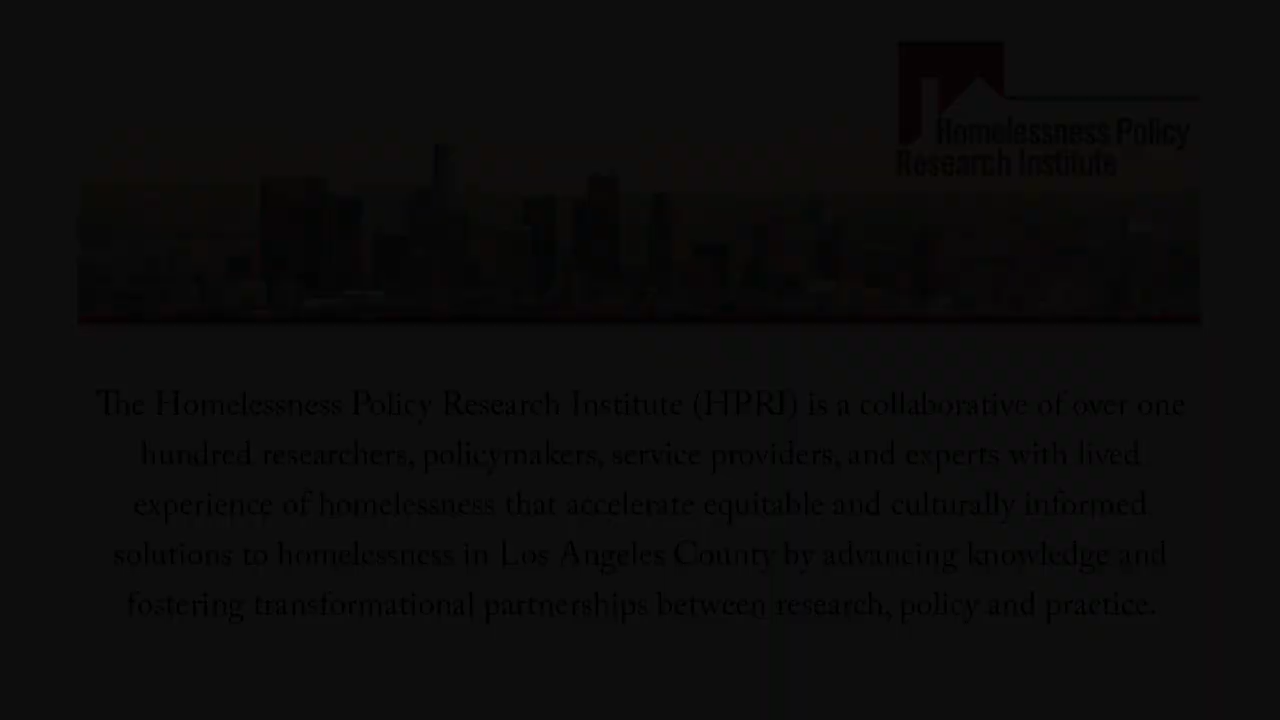 Homelessness Policy
Research Institute
The Homelessness Policy Research Institute (HPRI) is a collaborative of over one
hundred researchers, policymakers, service providers, and experts with lived
experience of homelessness that accelerate equitable and culturally informed
solutions to homelessness in Los Angeles County by advancing knowledge and
fostering transformational partnerships between research, policy and practice.